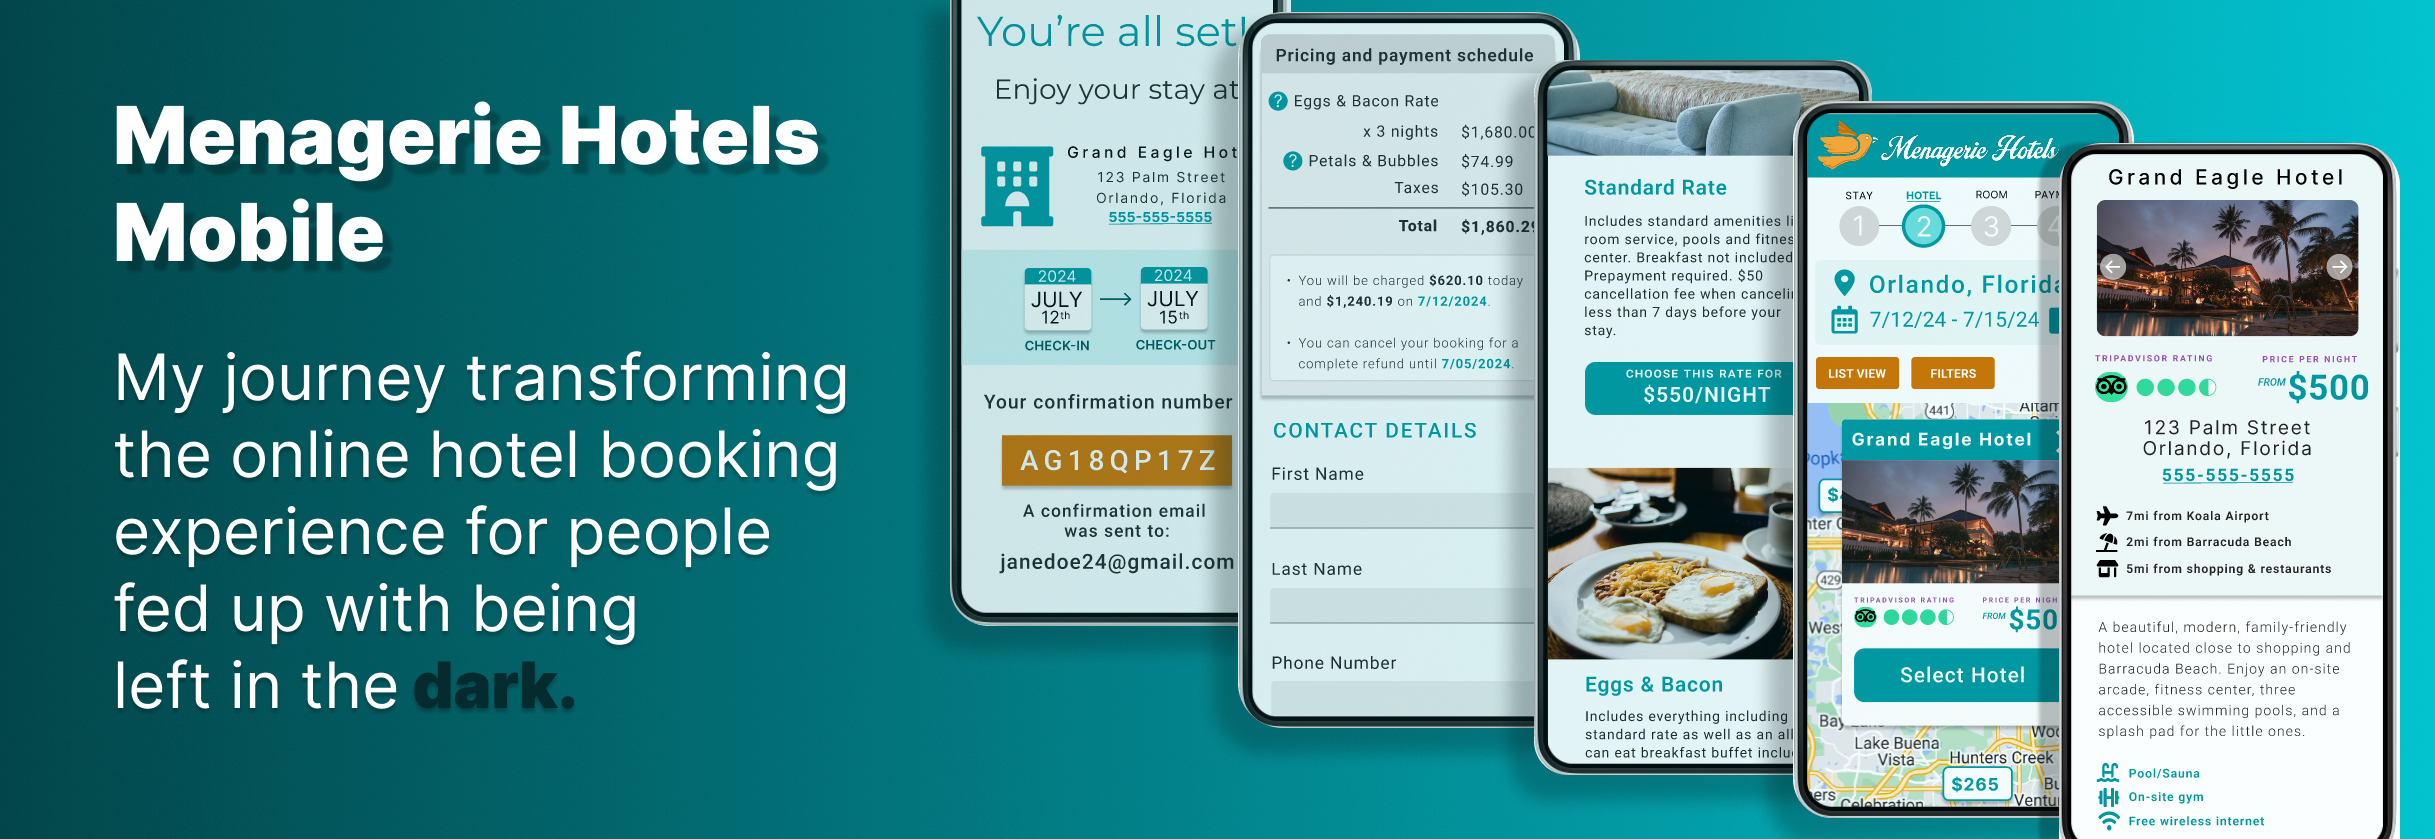 Menagerie Hotels
Mobile
My journey transforming
the online hotel booking
experience for people
fed up with being
left in the dark.
You're all set!
Enjoy your stay at
Grand Eagle Hot
123 Palm Street
Orlando, Florida
555-555-5555
2024
JULY
12th
CHECK-IN
2024
JULY
15th
CHECK-OUT
Your confirmation number
AG18QP17Z
A confirmation email
was sent to:
janedoe24@gmail.com
Pricing and payment schedule
? Eggs & Bacon Rate
x 3 nights $1,680.00
? Petals & Bubbles $74.99
Taxes $105.30
Total $1,860.29
• You will be charged $620.10 today
and $1,240.19 on 7/12/2024.
• You can cancel your booking for a
complete refund until 7/05/2024.
CONTACT DETAILS
First Name
Last Name
Phone Number
Standard Rate
Includes standard amenities li
room service, pools and fitnes
center. Breakfast not included
Prepayment required. $50
cancellation fee when canceli
less than 7 days before your
stay.
CHOOSE THIS RATE FOR
$550/NIGHT
Eggs & Bacon
Includes everything including
standard rate as well as an all
can eat breakfast buffet inclu
Menagerie Hotels
STAY HOTEL ROOM PAYM
1 2 3 4
Orlando, Florida
7/12/24 - 7/15/24
LIST VIEW FILTERS
441
Altam
Grand Eagle Hotel
429
TRIPADVISOR RATING PRICE PER NIGH
FROM $50
Select Hotel
Bay Lake
Lake Buena
Vista
Hunters Creek
$265
Celebration
Grand Eagle Hotel
TRIPADVISOR RATING PRICE PER NIGHT
FROM $500
123 Palm Street
Orlando, Florida
555-555-5555
7mi from Koala Airport
2mi from Barracuda Beach
5mi from shopping & restaurants
A beautiful, modern, family-friendly
hotel located close to shopping and
Barracuda Beach. Enjoy an on-site
arcade, fitness center, three
accessible swimming pools, and a
splash pad for the little ones.
Pool/Sauna
On-site gym
Free wireless internet